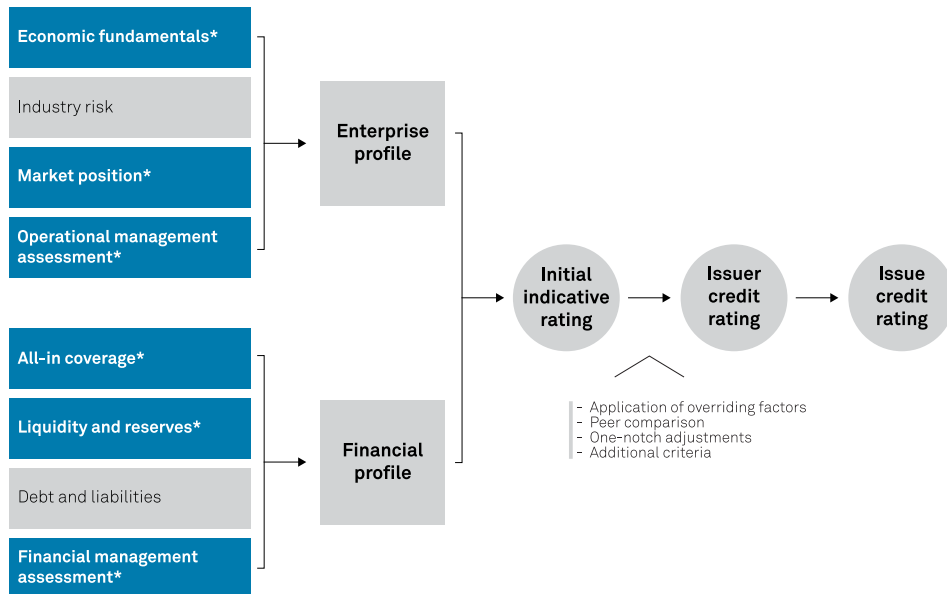 Economic fundamentals*
Industry risk
Market position*
Operational management
assessment*
Enterprise
profile
All-in coverage*
Liquidity and reserves*
Debt and liabilities
Financial management
assessment*
Financial
profile
Initial
indicative
rating
Issuer
credit
rating
Issue
credit
rating
- Application of overriding factors
- Peer comparison
- One-notch adjustments
- Additional criteria